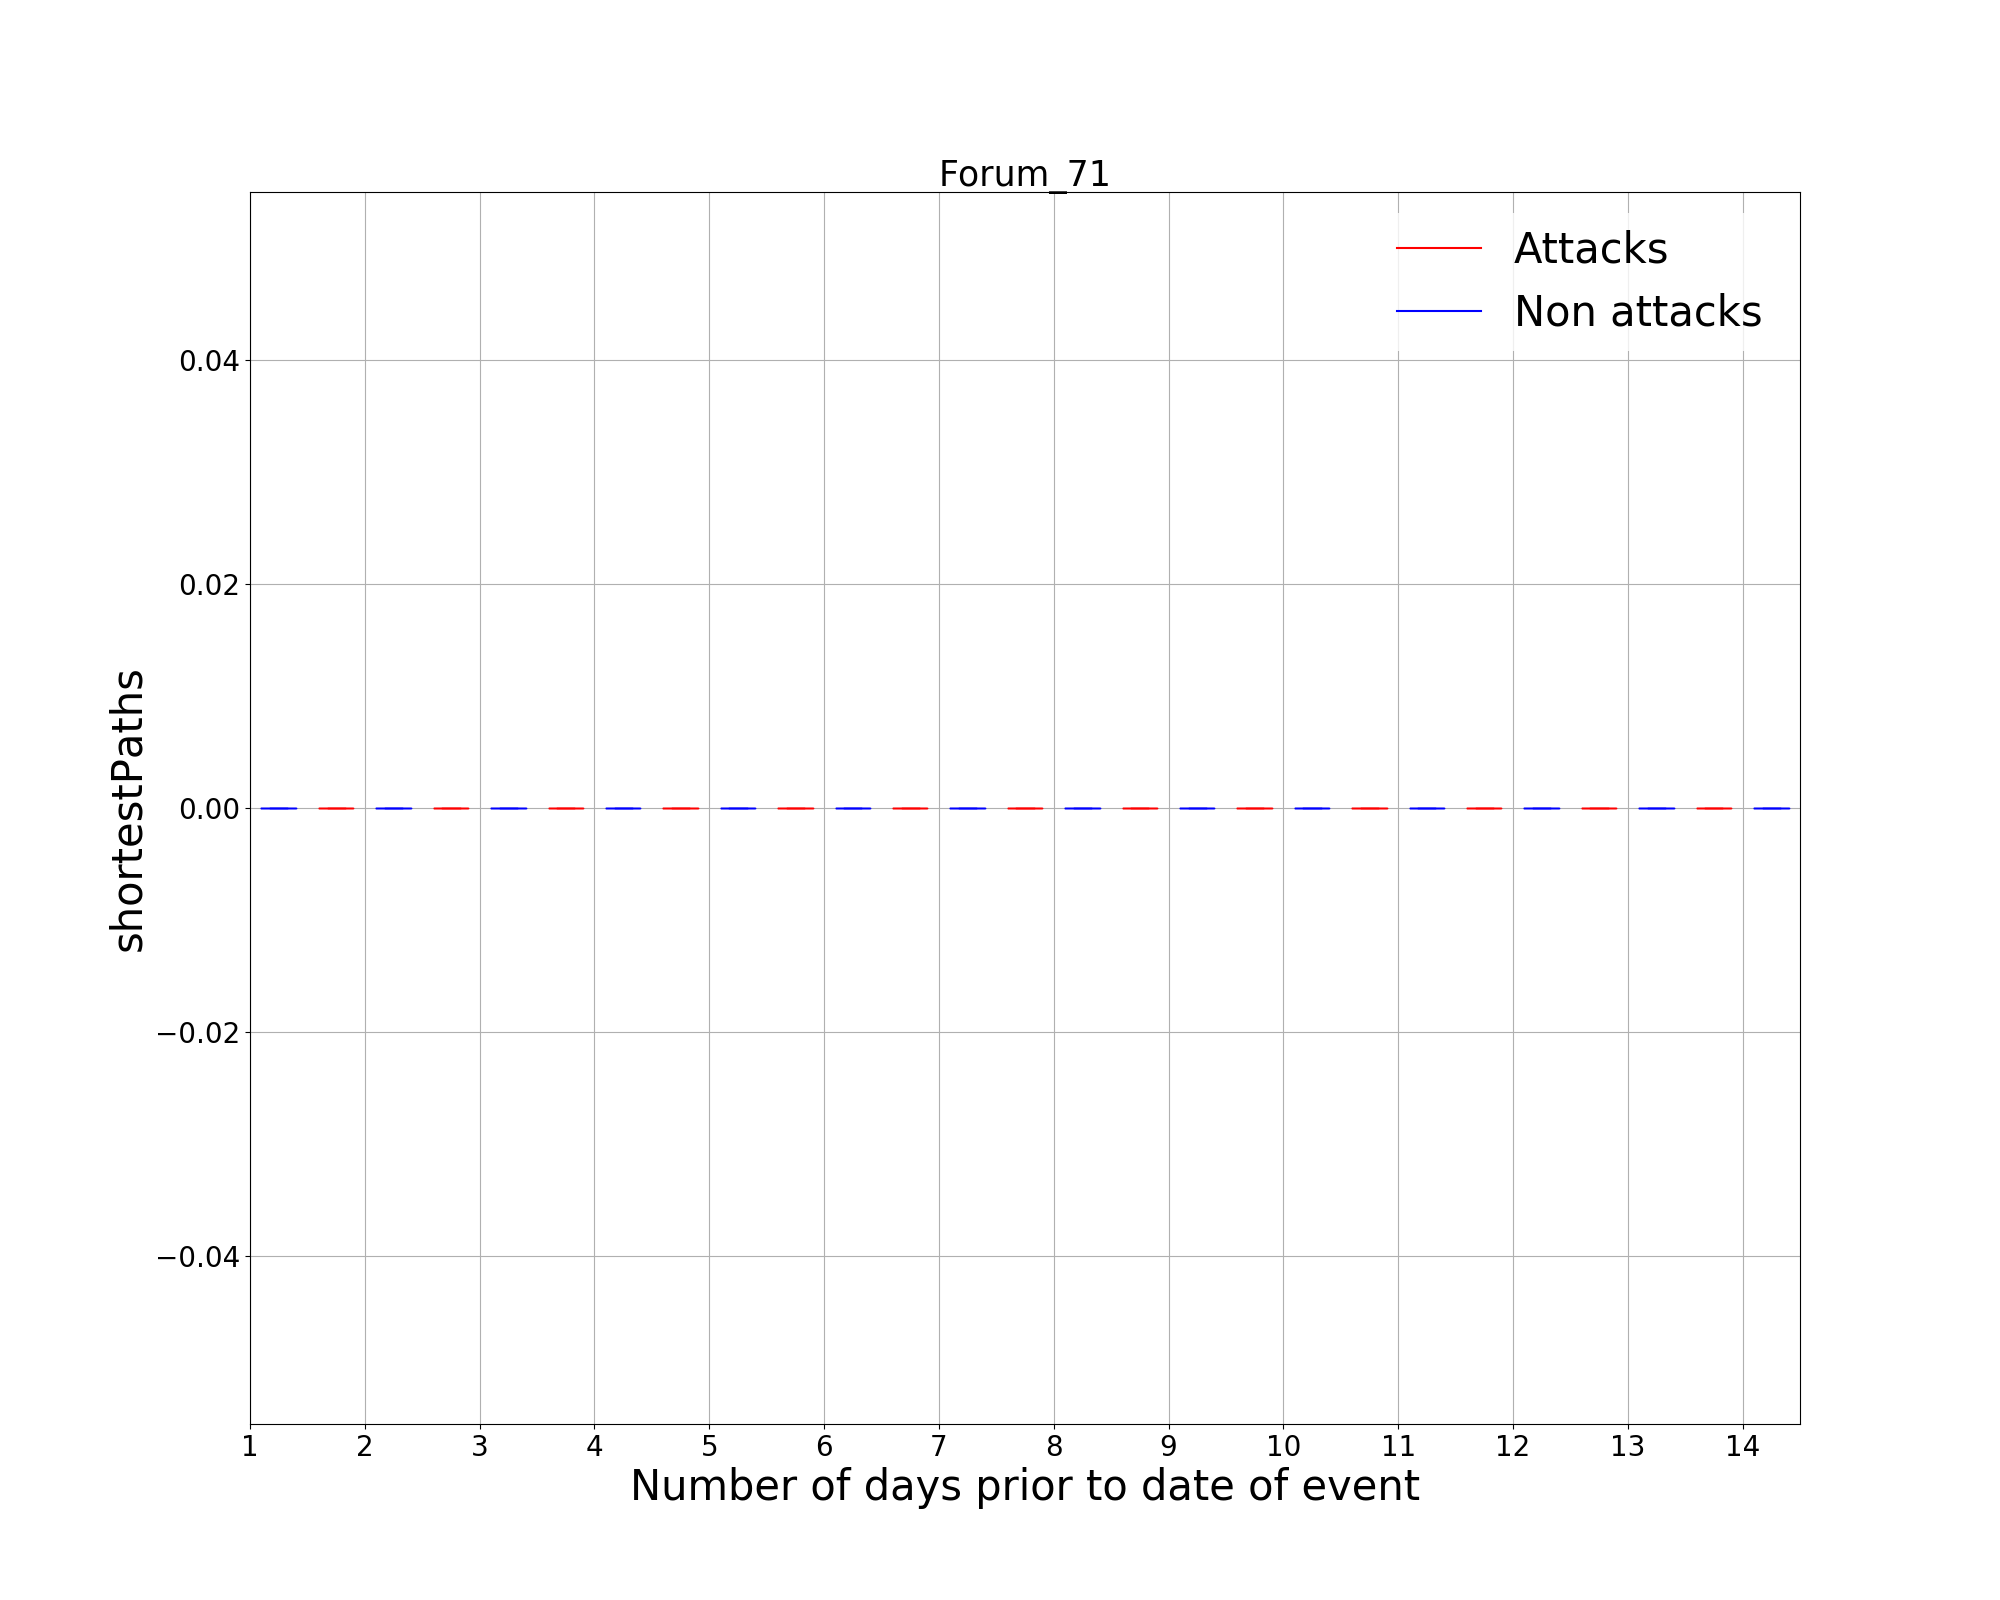 Forum_71
Attacks
Non attacks
0.04
0.02
0.00
−0.02
−0.04
shortestPaths
1 2 3 4 5 6 7 8 9 10 11 12 13 14
Number of days prior to date of event